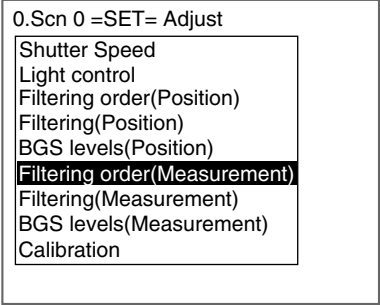 0.Scn 0 =SET= Adjust
Shutter Speed
Light control
Filtering order(Position)
Filtering(Position)
BGS levels(Position)
Filtering order(Measurement)
Filtering(Measurement)
BGS levels(Measurement)
Calibration